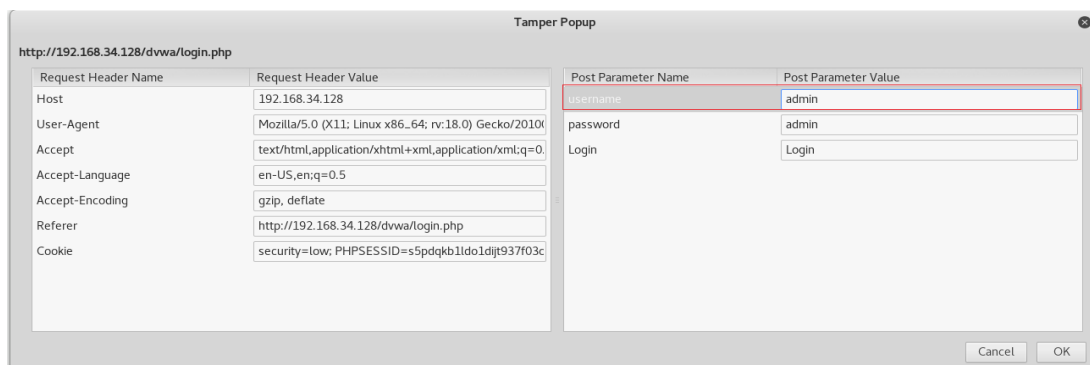 Tamper Popup
http://192.168.34.128/dvwa/login.php
Request Header Name Request Header Value
Host 192.168.34.128
User-Agent Mozilla/5.0 (X11; Linux x86_64; rv:18.0) Gecko/2010(
Accept text/html,application/xhtml+xml,application/xml;q=0.
Accept-Language en-US,en;q=0.5
Accept-Encoding gzip, deflate
Referer http://192.168.34.128/dvwa/login.php
Cookie security=low; PHPSESSID=s5pdqkb1ldo1dijt937f03c
Post Parameter Name Post Parameter Value
username admin
password admin
Login Login
Cancel OK